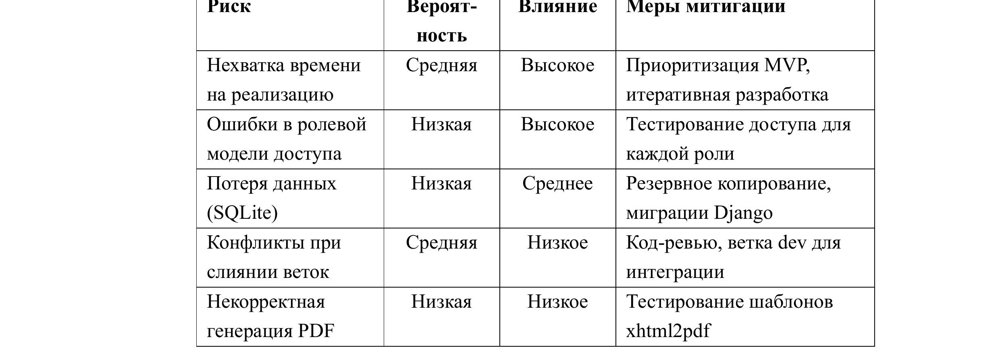 Риск Вероят- Влияние Меры митигации
ность
Нехватка времени Средняя Высокое Приоритизация MVP,
на реализацию итеративная разработка
Ошибки в ролевой Низкая Высокое Тестирование доступа для
модели доступа каждой роли
Потеря данных Низкая Среднее Резервное копирование,
(SQLite) миграции Django
Конфликты при Средняя Низкое Код-ревью, ветка dev для
слиянии веток интеграции
Некорректная Низкая Низкое Тестирование шаблонов
генерация PDF xhtml2pdf